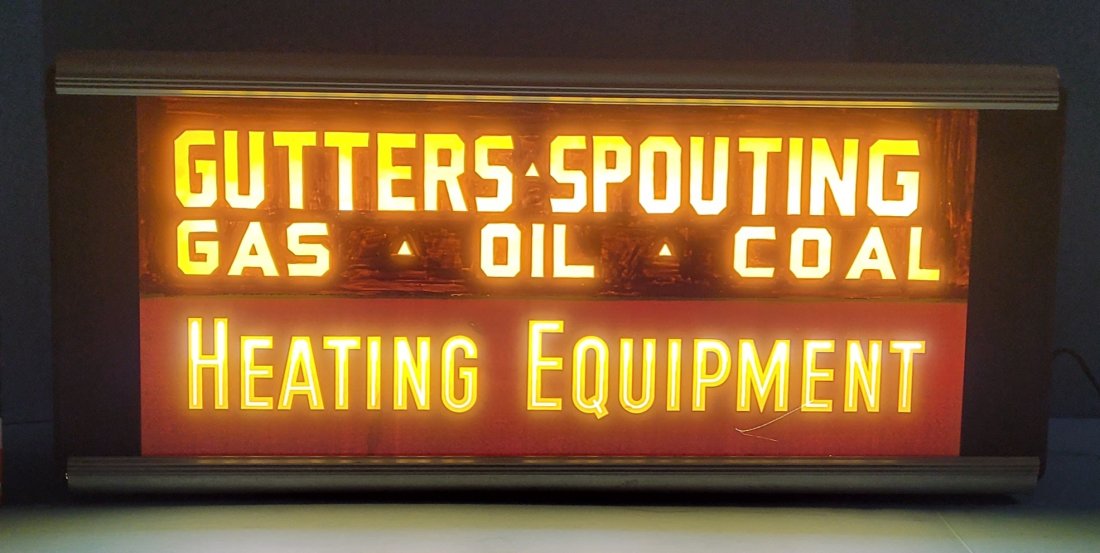 GUTTERS ▲ SPOUTING
GAS ▲ OIL ▲ COAL
HEATING EQUIPMENT